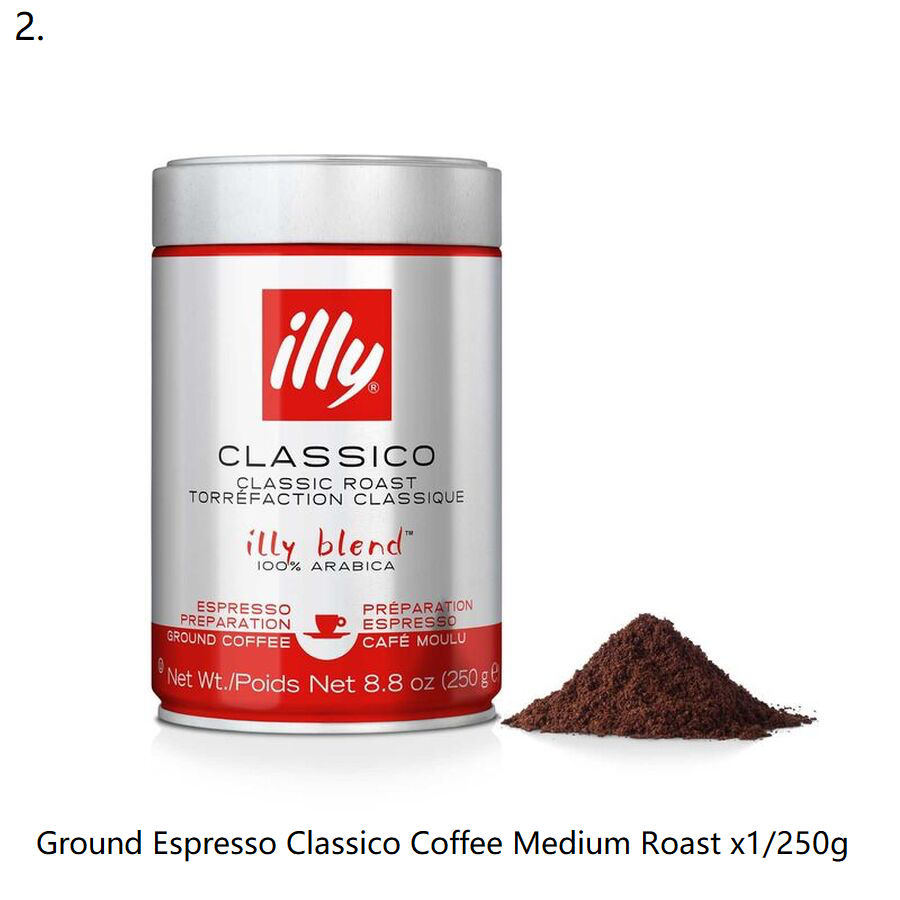 2.
illy®
CLASSICO
CLASSIC ROAST
TORRÉFACTION CLASSIQUE
illy blend™
100% ARABICA
ESPRESSO PREPARATION
GROUND COFFEE
PRÉPARATION ESPRESSO
CAFÉ MOULU
Net Wt./Poids Net 8.8 oz (250 g e
Ground Espresso Classico Coffee Medium Roast x1/250g